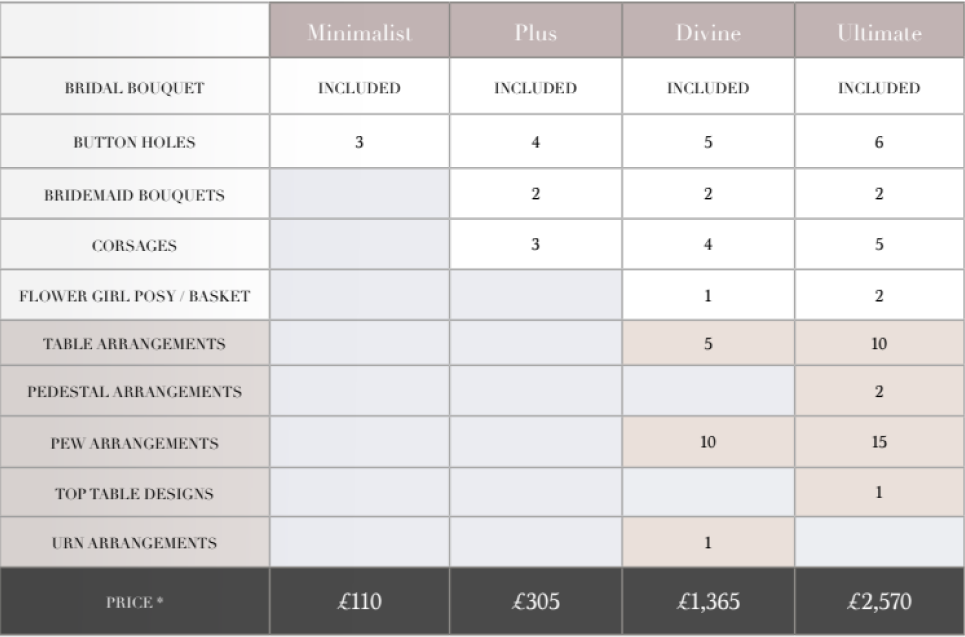 Minimalist Plus Divine Ultimate
BRIDAL BOUQUET INCLUDED INCLUDED INCLUDED INCLUDED
BUTTON HOLES 3 4 5 6
BRIDEMAID BOUQUETS 2 2 2
CORSAGES 3 4 5
FLOWER GIRL POSY / BASKET 1 2
TABLE ARRANGEMENTS 5 10
PEDESTAL ARRANGEMENTS 2
PEW ARRANGEMENTS 10 15
TOP TABLE DESIGNS 1
URN ARRANGEMENTS 1
PRICE * £110 £305 £1,365 £2,570